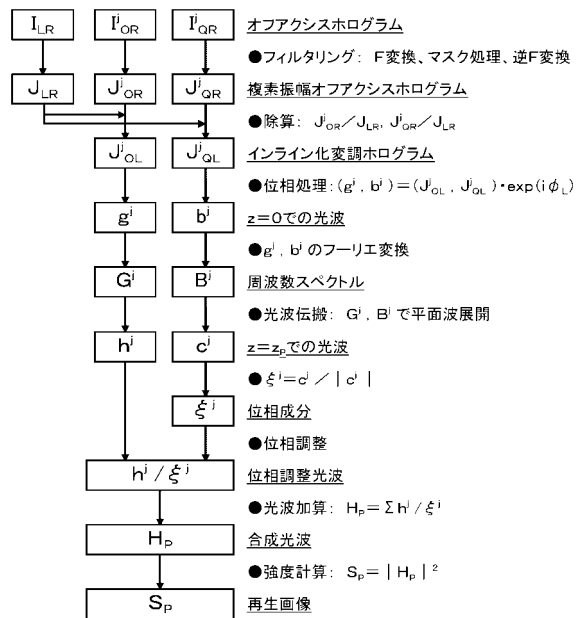 I_LR I^j_OR I^j_QR オフアクシスホログラム
●フィルタリング: F変換、マスク処理、逆F変換
J_LR J^j_OR J^j_QR 複素振幅オフアクシスホログラム
●除算: J^j_OR/J_LR, J^j_QR/J_LR
J^j_OL J^j_QL インライン化変調ホログラム
●位相処理:(g^j, b^j)=(J^j_OL, J^j_QL)・exp(iφ_L)
g^j b^j z=0での光波
●g^j, b^jのフーリエ変換
G^j B^j 周波数スペクトル
●光波伝搬: G^j, B^jで平面波展開
h^j c^j z=z_Pでの光波
●ξ^j=c^j/|c^j|
ξ^j 位相成分
●位相調整
h^j/ξ^j 位相調整光波
●光波加算: H_P=Σh^j/ξ^j
H_P 合成光波
●強度計算: S_P=|H_P|^2
S_P 再生画像